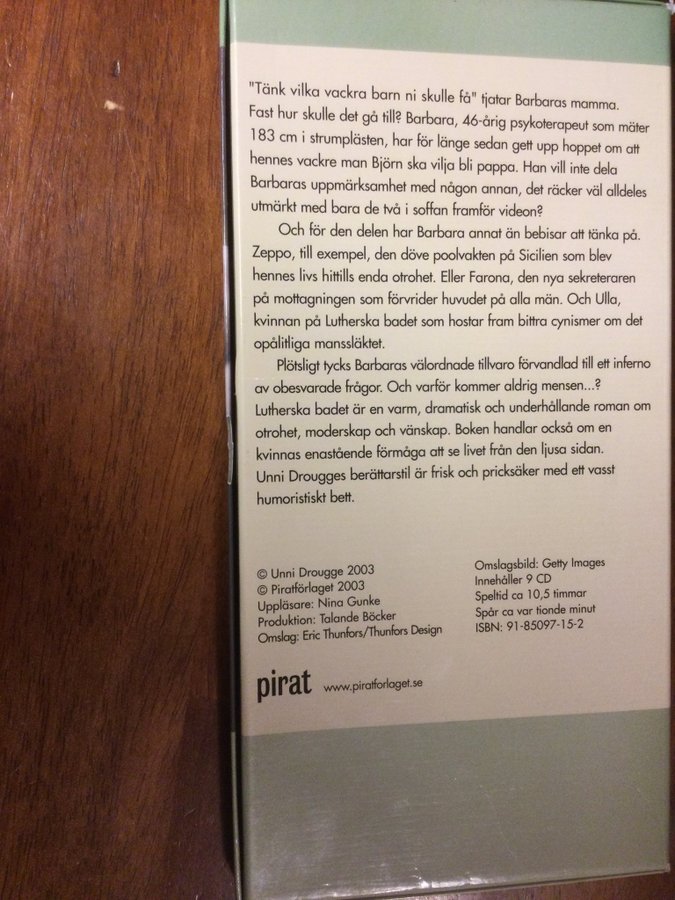 "Tänk vilka vackra barn ni skulle få" tjatar Barbaras mamma.
Fast hur skulle det gå till? Barbara, 46-årig psykoterapeut som mäter
183 cm i strumplästen, har för länge sedan gett upp hoppet om att
hennes vackre man Björn ska vilja bli pappa. Han vill inte dela
Barbaras uppmärksamhet med någon annan, det räcker väl alldeles
utmärkt med bara de två i soffan framför videon?
Och för den delen har Barbara annat än bebisar att tänka på.
Zeppo, till exempel, den döve poolvakten på Sicilien som blev
hennes livs hittills enda otrohet. Eller Farona, den nya sekreteraren
på mottagningen som förvrider huvudet på alla män. Och Ulla,
kvinnan på Lutherska badet som hostar fram bittra cynismer om det
opålitliga manssläktet.
Plötsligt tycks Barbaras välordnade tillvaro förvandlad till ett inferno
av obesvarade frågor. Och varför kommer aldrig mensen...?
Lutherska badet är en varm, dramatisk och underhållande roman om
otrohet, moderskap och vänskap. Boken handlar också om en
kvinnas enastående förmåga att se livet från den ljusa sidan.
Unni Drougges berättarstil är frisk och pricksäker med ett vasst
humoristiskt bett.
© Unni Drougge 2003
© Piratförlaget 2003
Uppläsare: Nina Gunke
Produktion: Talande Böcker
Omslag: Eric Thunfors/Thunfors Design
Omslagsbild: Getty Images
Innehåller 9 CD
Speltid ca 10,5 timmar
Spår ca var tionde minut
ISBN: 91-85097-15-2
pirat www.piratforlaget.se